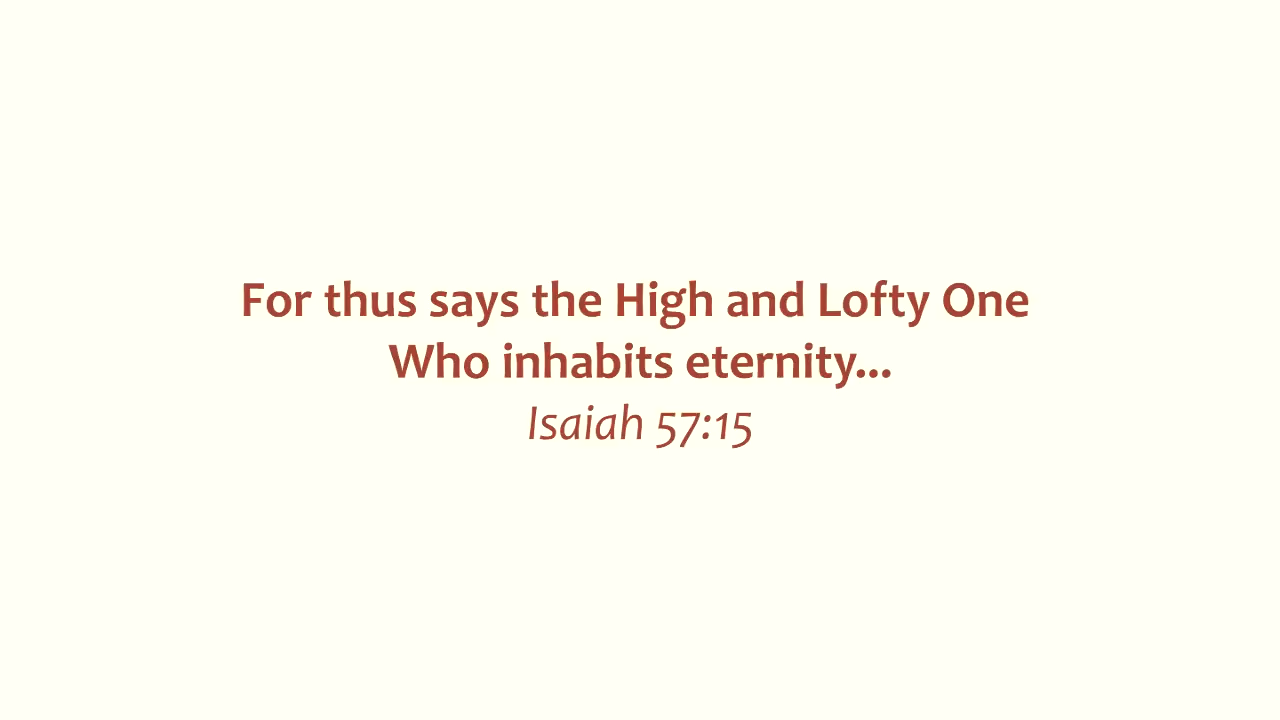 For thus says the High and Lofty One
Who inhabits eternity...
Isaiah 57:15